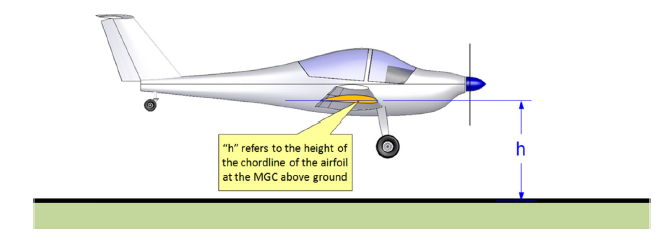 "h" refers to the height of
the chordline of the airfoil
at the MGC above ground
h